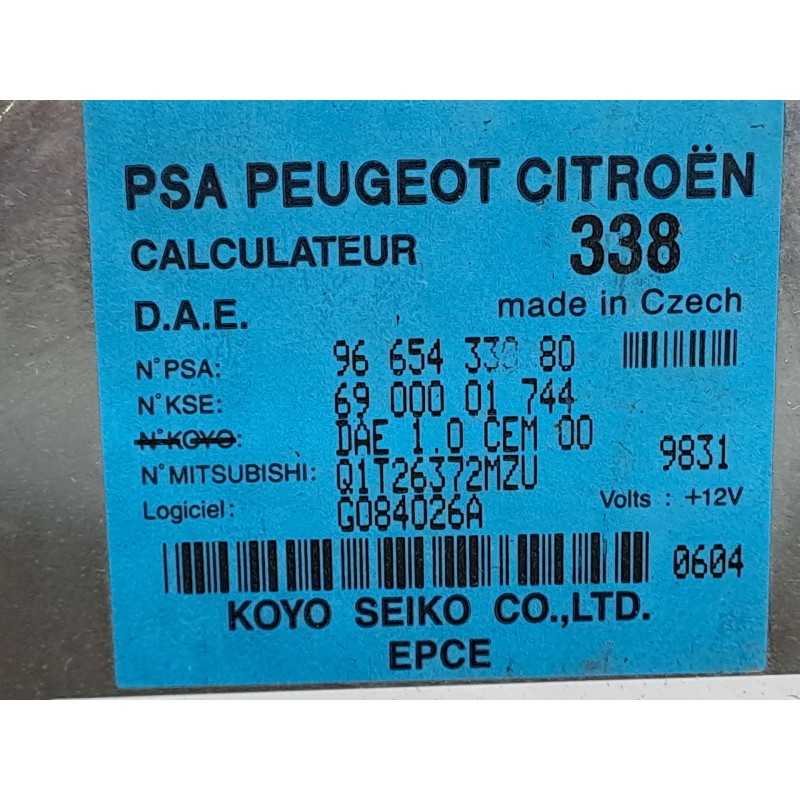 PSA PEUGEOT CITROËN
CALCULATEUR 338
D.A.E. made in Czech
N°PSA: 96 654 339 80
N°KSE: 69 000 01 744
N°KOYO: DAE 1.0 CEM 00
N°MITSUBISHI: Q1T26372MZU 9831
Logiciel: G084026A Volts : +12V
0604
KOYO SEIKO CO.,LTD.
EPCE